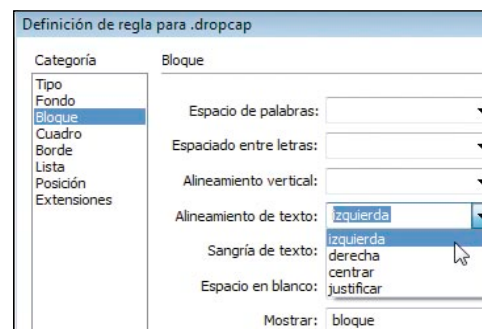 Definición de regla para .dropcap
Categoría
Bloque
Tipo
Fondo
Bloque
Cuadro
Borde
Lista
Posición
Extensiones
Espacio de palabras:
Espaciado entre letras:
Alineamiento vertical:
Alineamiento de texto: izquierda
izquierda
derecha
centrar
justificar
Sangría de texto:
Espacio en blanco:
Mostrar: bloque